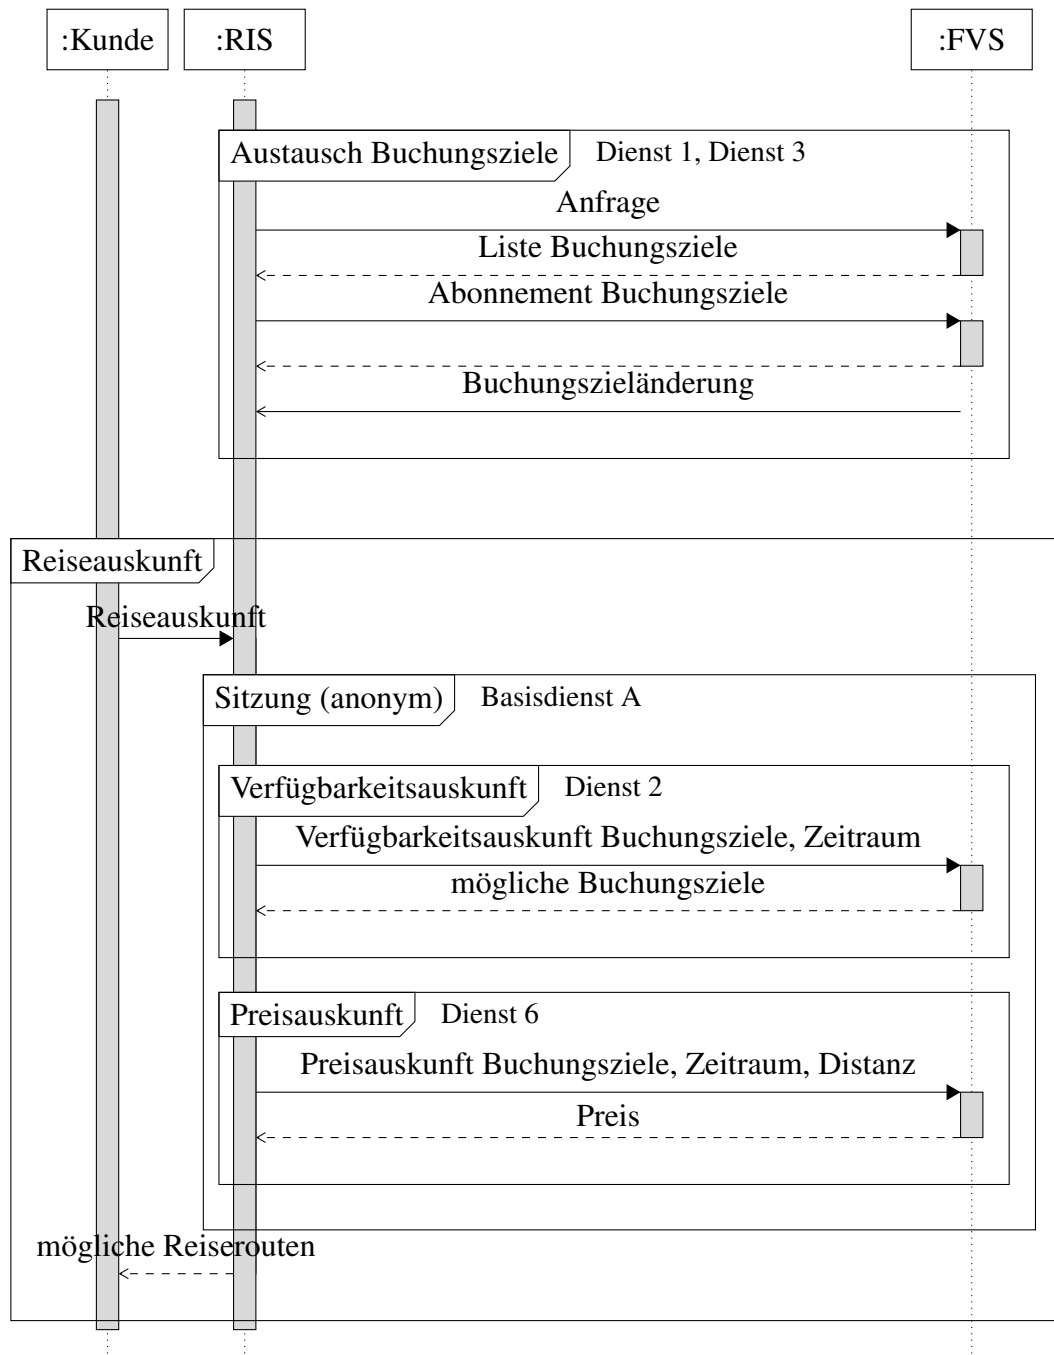 :Kunde :RIS :FVS
Austausch Buchungsziele Dienst 1, Dienst 3
Anfrage
Liste Buchungsziele
Abonnement Buchungsziele
Buchungszieländerung
Reiseauskunft
Reiseauskunft
Sitzung (anonym) Basisdienst A
Verfügbarkeitsauskunft Dienst 2
Verfügbarkeitsauskunft Buchungsziele, Zeitraum
mögliche Buchungsziele
Preisauskunft Dienst 6
Preisauskunft Buchungsziele, Zeitraum, Distanz
Preis
mögliche Reiserouten